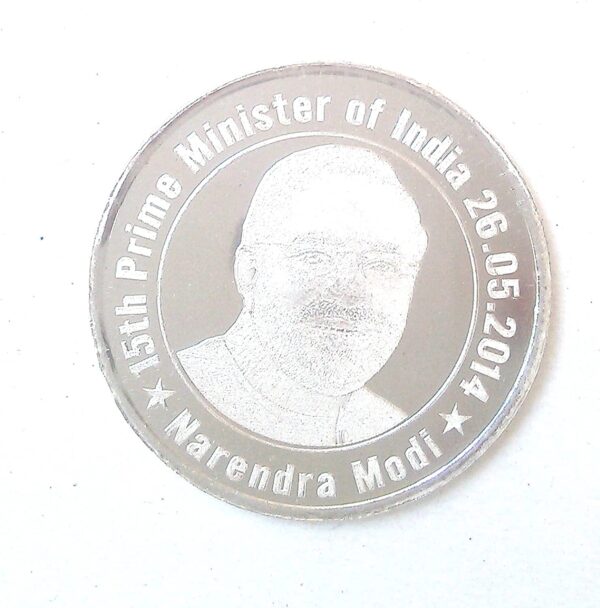 15th Prime Minister of India 26.05.2014
Narendra Modi